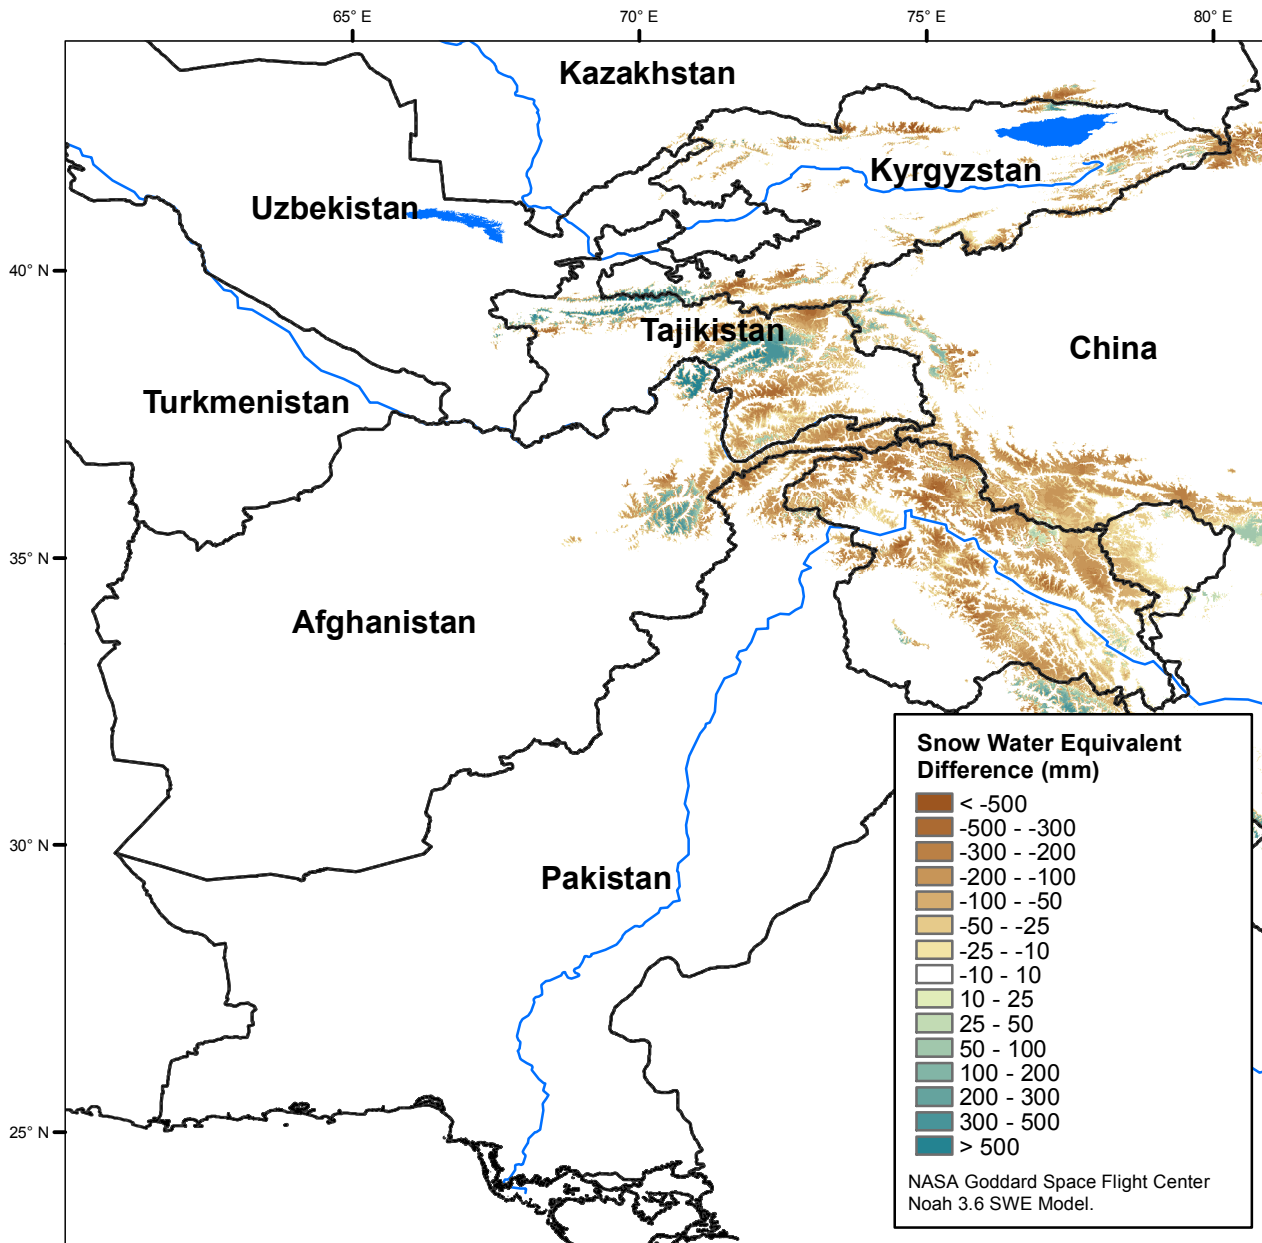 65° E
70° E
75° E
80° E
Kazakhstan
Kyrgyzstan
Uzbekistan
40° N
Tajikistan
China
Turkmenistan
35° N
Afghanistan
30° N
Pakistan
25° N
Snow Water Equivalent
Difference (mm)
< -500
-500 - -300
-300 - -200
-200 - -100
-100 - -50
-50 - -25
-25 - -10
-10 - 10
10 - 25
25 - 50
50 - 100
100 - 200
200 - 300
300 - 500
> 500
NASA Goddard Space Flight Center
Noah 3.6 SWE Model.